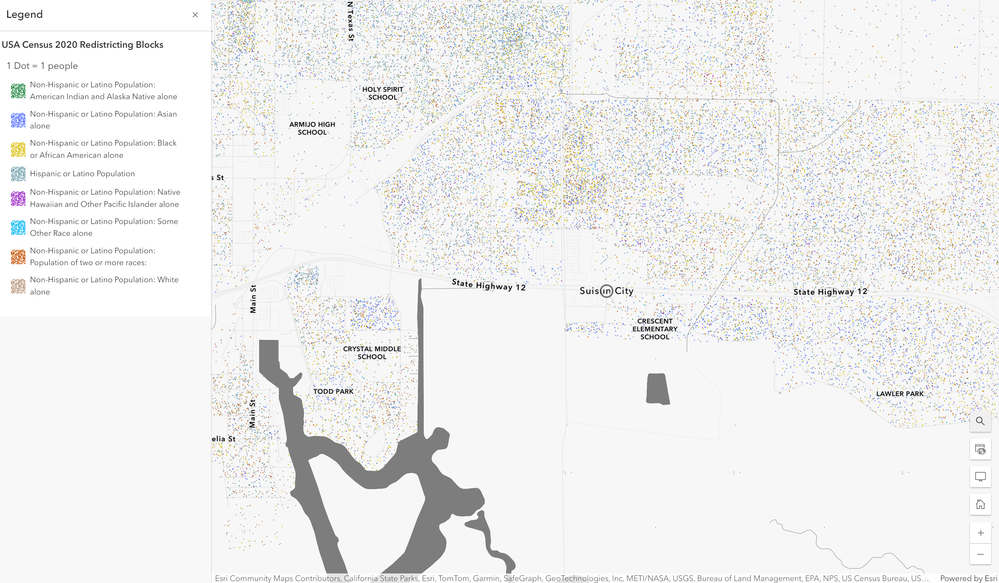 Legend
USA Census 2020 Redistricting Blocks
1 Dot = 1 people
Non-Hispanic or Latino Population:
American Indian and Alaska Native alone
Non-Hispanic or Latino Population: Asian
alone
Non-Hispanic or Latino Population: Black
or African American alone
Hispanic or Latino Population
Non-Hispanic or Latino Population: Native
Hawaiian and Other Pacific Islander alone
Non-Hispanic or Latino Population: Some
Other Race alone
Non-Hispanic or Latino Population:
Population of two or more races:
Non-Hispanic or Latino Population: White
alone
N Texas St
HOLY SPIRIT
SCHOOL
ARMIJO HIGH
SCHOOL
s St
Main St
State Highway 12
Suisin City
State Highway 12
CRESCENT
ELEMENTARY
SCHOOL
CRYSTAL MIDDLE
SCHOOL
TODD PARK
LAWLER PARK
Main St
elia St
Esri Community Maps Contributors, California State Parks, Esri, TomTom, Garmin, SafeGraph, GeoTechnologies, Inc, METI/NASA, USGS, Bureau of Land Management, EPA, NPS, US Census Bureau, US...
Powered by Esri